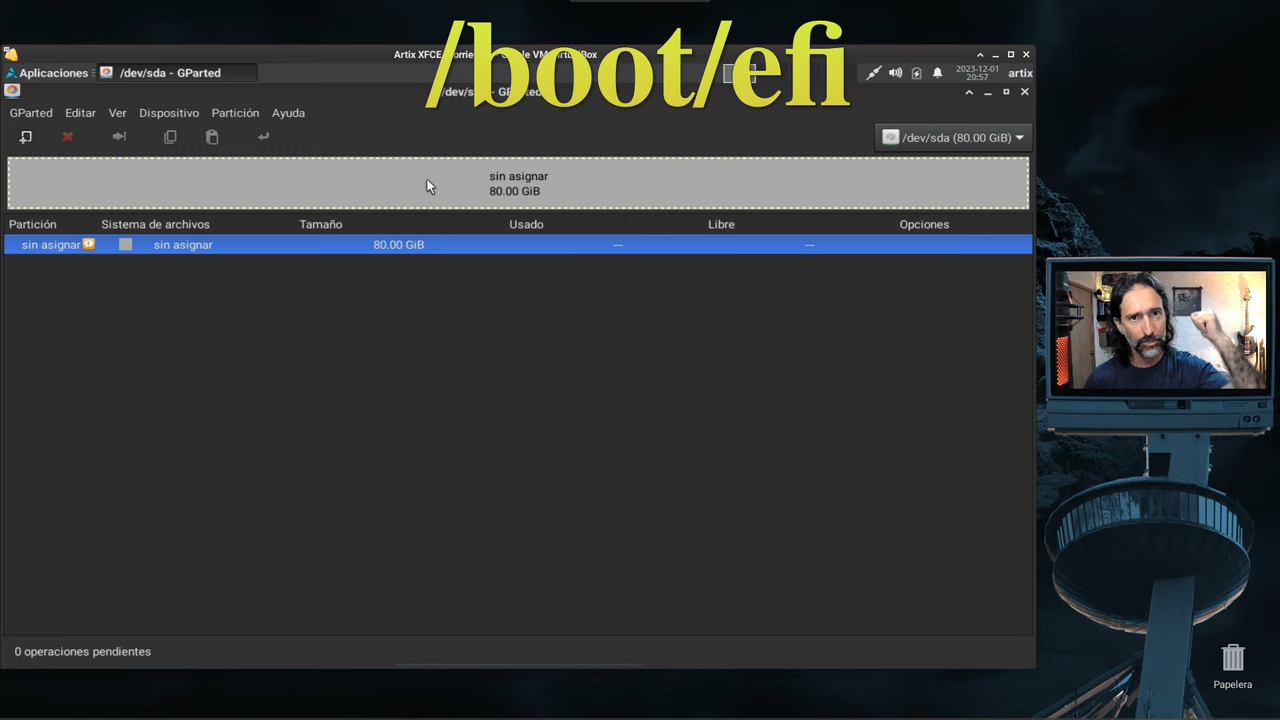 /boot/efi
Artix XFCE
Aplicaciones
/dev/sda - GParted
2023-12-01
20:57
artix
GParted Editar Ver Dispositivo Partición Ayuda
/dev/sda (80.00 GiB)
sin asignar
80.00 GiB
Partición Sistema de archivos Tamaño Usado Libre Opciones
sin asignar sin asignar 80.00 GiB — —
0 operaciones pendientes
Papelera